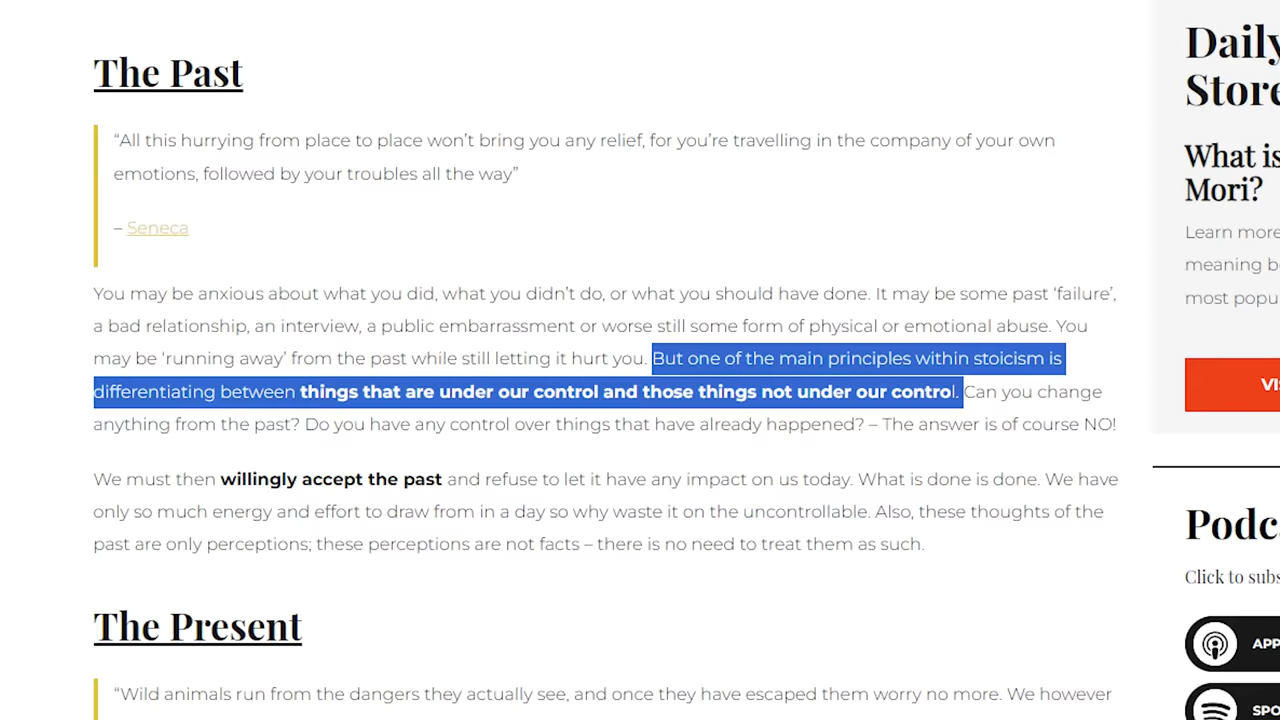 The Past
“All this hurrying from place to place won’t bring you any relief, for you’re travelling in the company of your own
emotions, followed by your troubles all the way”
– Seneca
You may be anxious about what you did, what you didn’t do, or what you should have done. It may be some past ‘failure’,
a bad relationship, an interview, a public embarrassment or worse still some form of physical or emotional abuse. You
may be ‘running away’ from the past while still letting it hurt you. But one of the main principles within stoicism is
differentiating between things that are under our control and those things not under our control. Can you change
anything from the past? Do you have any control over things that have already happened? – The answer is of course NO!
We must then willingly accept the past and refuse to let it have any impact on us today. What is done is done. We have
only so much energy and effort to draw from in a day so why waste it on the uncontrollable. Also, these thoughts of the
past are only perceptions; these perceptions are not facts – there is no need to treat them as such.
The Present
“Wild animals run from the dangers they actually see, and once they have escaped them worry no more. We however
Daily
Store
What is
Mori?
Learn more
meaning
most
Click to